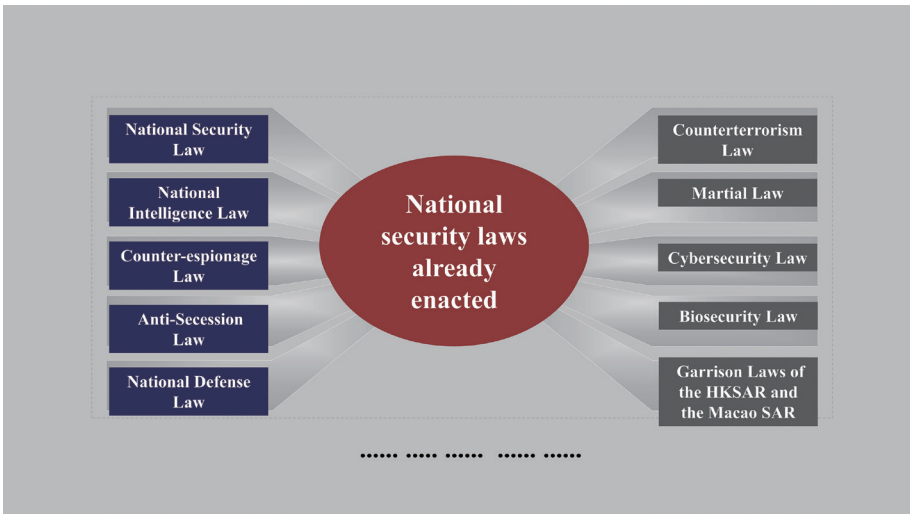 National Security
Law
National
Intelligence Law
Counter-espionage
Law
Anti-Secession
Law
National Defense
Law
National
security laws
already
enacted
Counterterrorism
Law
Martial Law
Cybersecurity Law
Biosecurity Law
Garrison Laws of
the HKSAR and
the Macao SAR
...... ..... ...... ...... ......